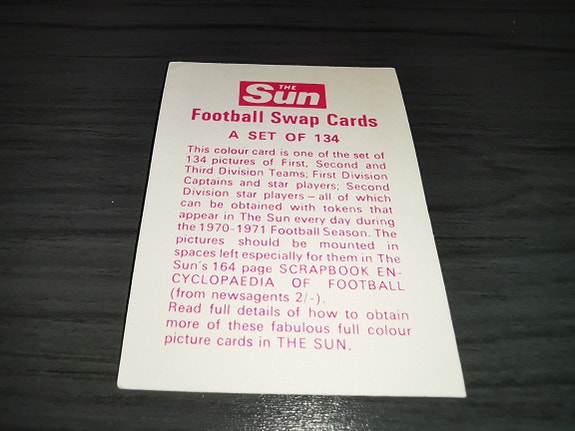 THE
Sun
Football Swap Cards
A SET OF 134
This colour card is one of the set of
134 pictures of First, Second and
Third Division Teams; First Division
Captains and star players; Second
Division star players – all of which
can be obtained with tokens that
appear in The Sun every day during
the 1970-1971 Football Season. The
pictures should be mounted in
spaces left especially for them in The
Sun's 164 page SCRAPBOOK EN-
CYCLOPAEDIA OF FOOTBALL
(from newsagents 2/-).
Read full details of how to obtain
more of these fabulous full colour
picture cards in THE SUN.